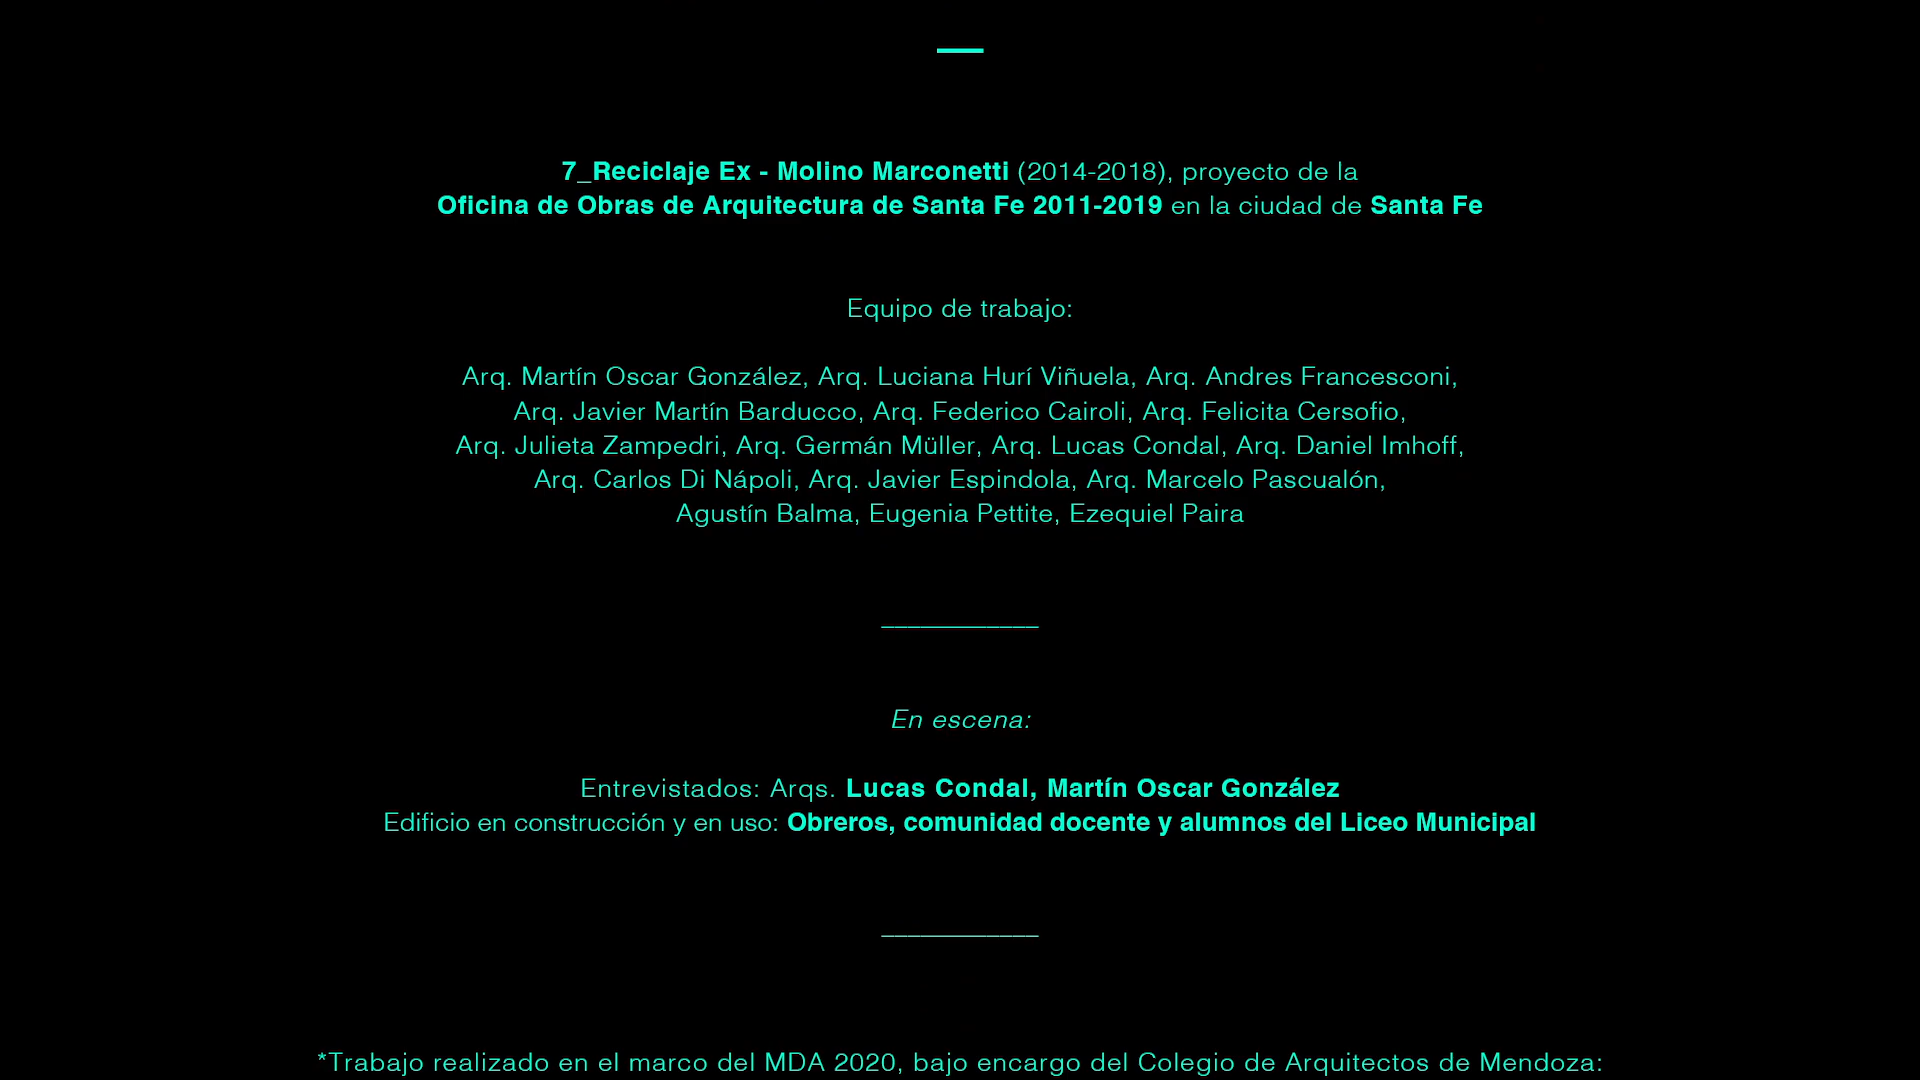 7_Reciclaje Ex - Molino Marconetti (2014-2018), proyecto de la
Oficina de Obras de Arquitectura de Santa Fe 2011-2019 en la ciudad de Santa Fe
Equipo de trabajo:
Arq. Martín Oscar González, Arq. Luciana Hurí Viñuela, Arq. Andres Francesconi,
Arq. Javier Martín Barducco, Arq. Federico Cairoli, Arq. Felicita Cersofio,
Arq. Julieta Zampedri, Arq. Germán Müller, Arq. Lucas Condal, Arq. Daniel Imhoff,
Arq. Carlos Di Nápoli, Arq. Javier Espindola, Arq. Marcelo Pascualón,
Agustín Balma, Eugenia Pettite, Ezequiel Paira
____________
En escena:
Entrevistados: Arqs. Lucas Condal, Martín Oscar González
Edificio en construcción y en uso: Obreros, comunidad docente y alumnos del Liceo Municipal
____________
*Trabajo realizado en el marco del MDA 2020, bajo encargo del Colegio de Arquitectos de Mendoza: